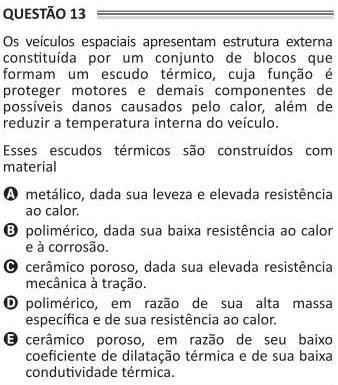 QUESTÃO 13
Os veículos espaciais apresentam estrutura externa
constituída por um conjunto de blocos que
formam um escudo térmico, cuja função é
proteger motores e demais componentes de
possíveis danos causados pelo calor, além de
reduzir a temperatura interna do veículo.
Esses escudos térmicos são construídos com
material
A metálico, dada sua leveza e elevada resistência
ao calor.
B polimérico, dada sua baixa resistência ao calor
e à corrosão.
C cerâmico poroso, dada sua elevada resistência
mecânica à tração.
D polimérico, em razão de sua alta massa
específica e de sua resistência ao calor.
E cerâmico poroso, em razão de seu baixo
coeficiente de dilatação térmica e de sua baixa
condutividade térmica.